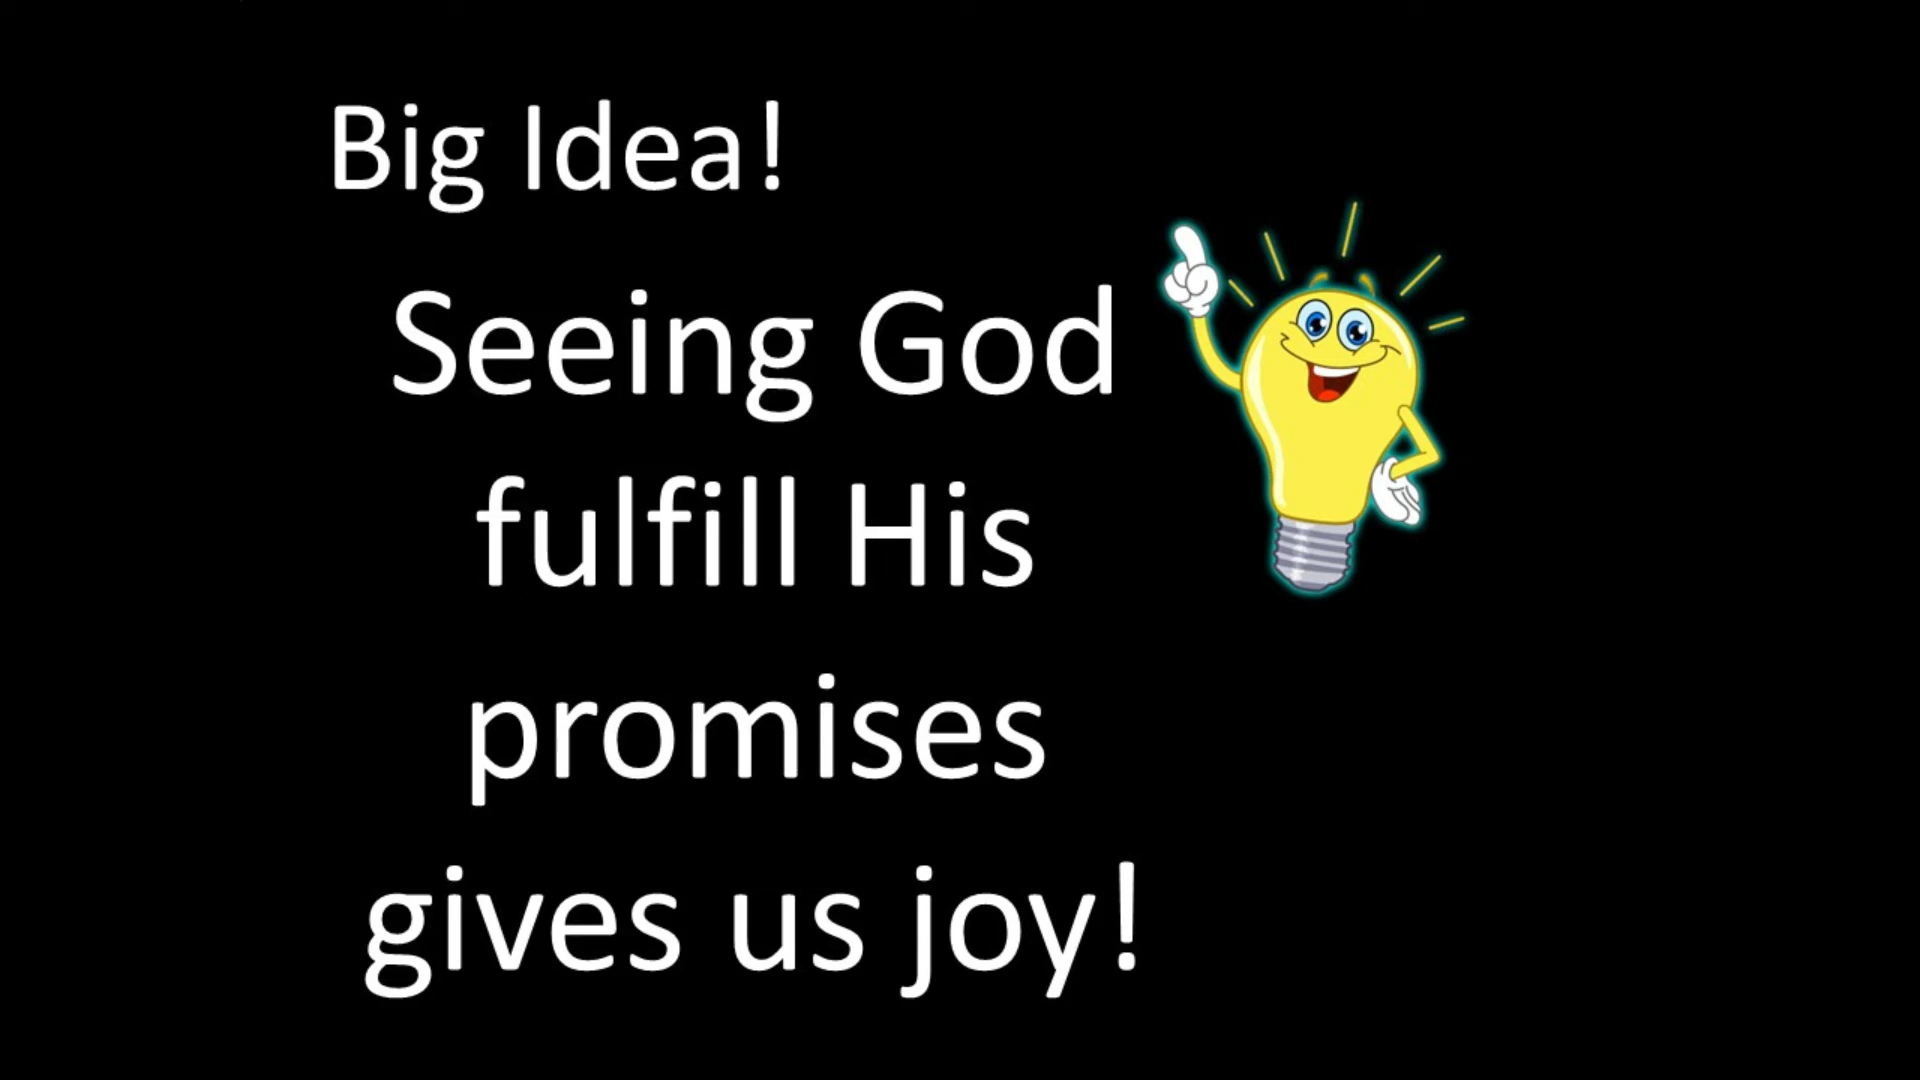 Big Idea!
Seeing God
fulfill His
promises
gives us joy!